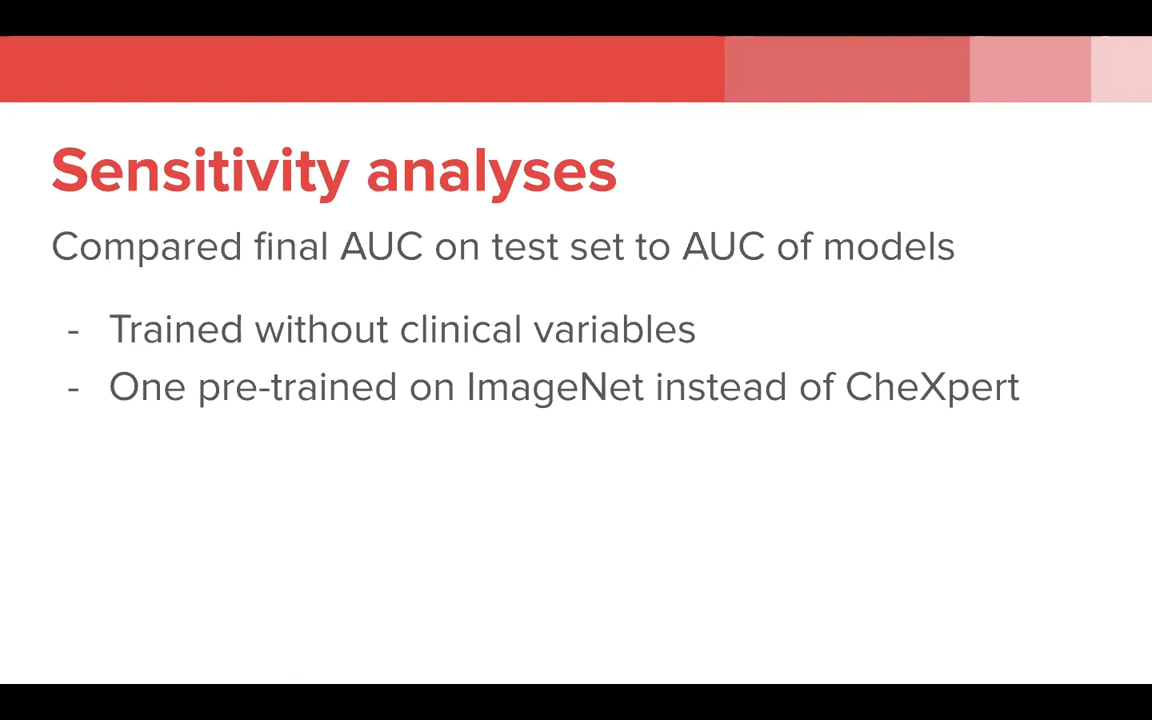 Sensitivity analyses
Compared final AUC on test set to AUC of models
- Trained without clinical variables
- One pre-trained on ImageNet instead of CheXpert